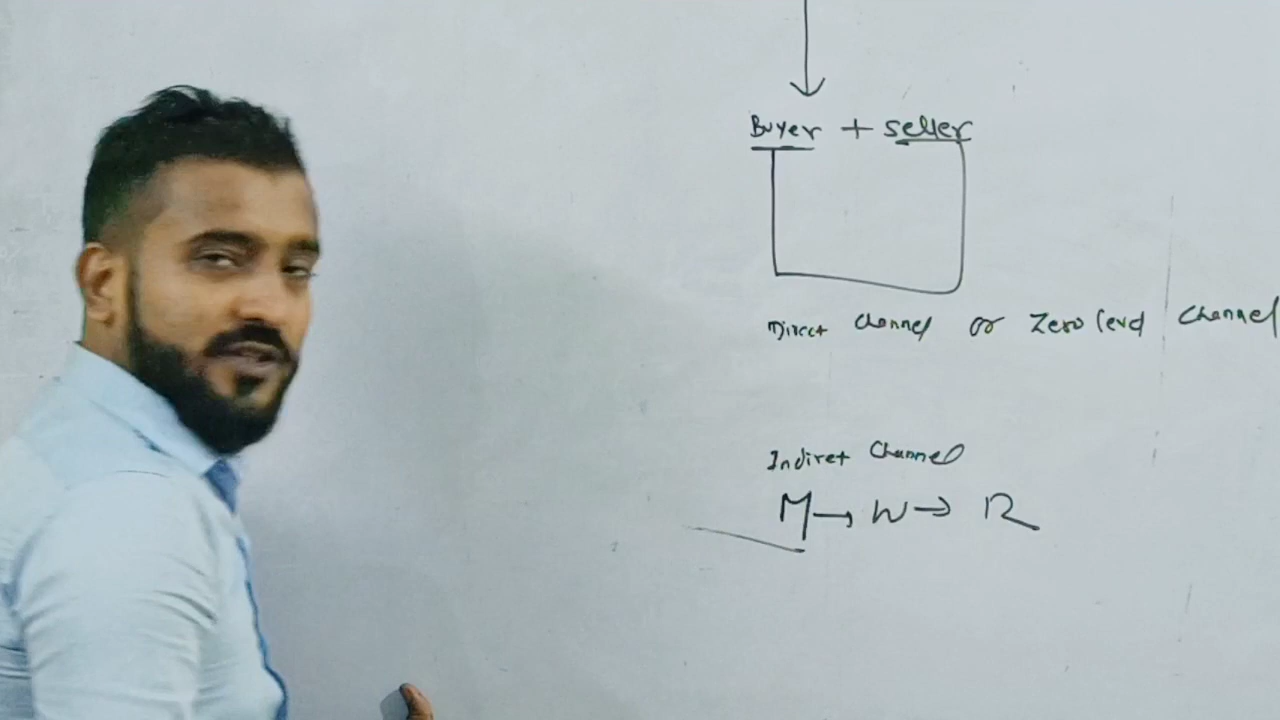 Buyer + seller
Direct channel or Zero level Channel
Indiret Channel
M → W → R